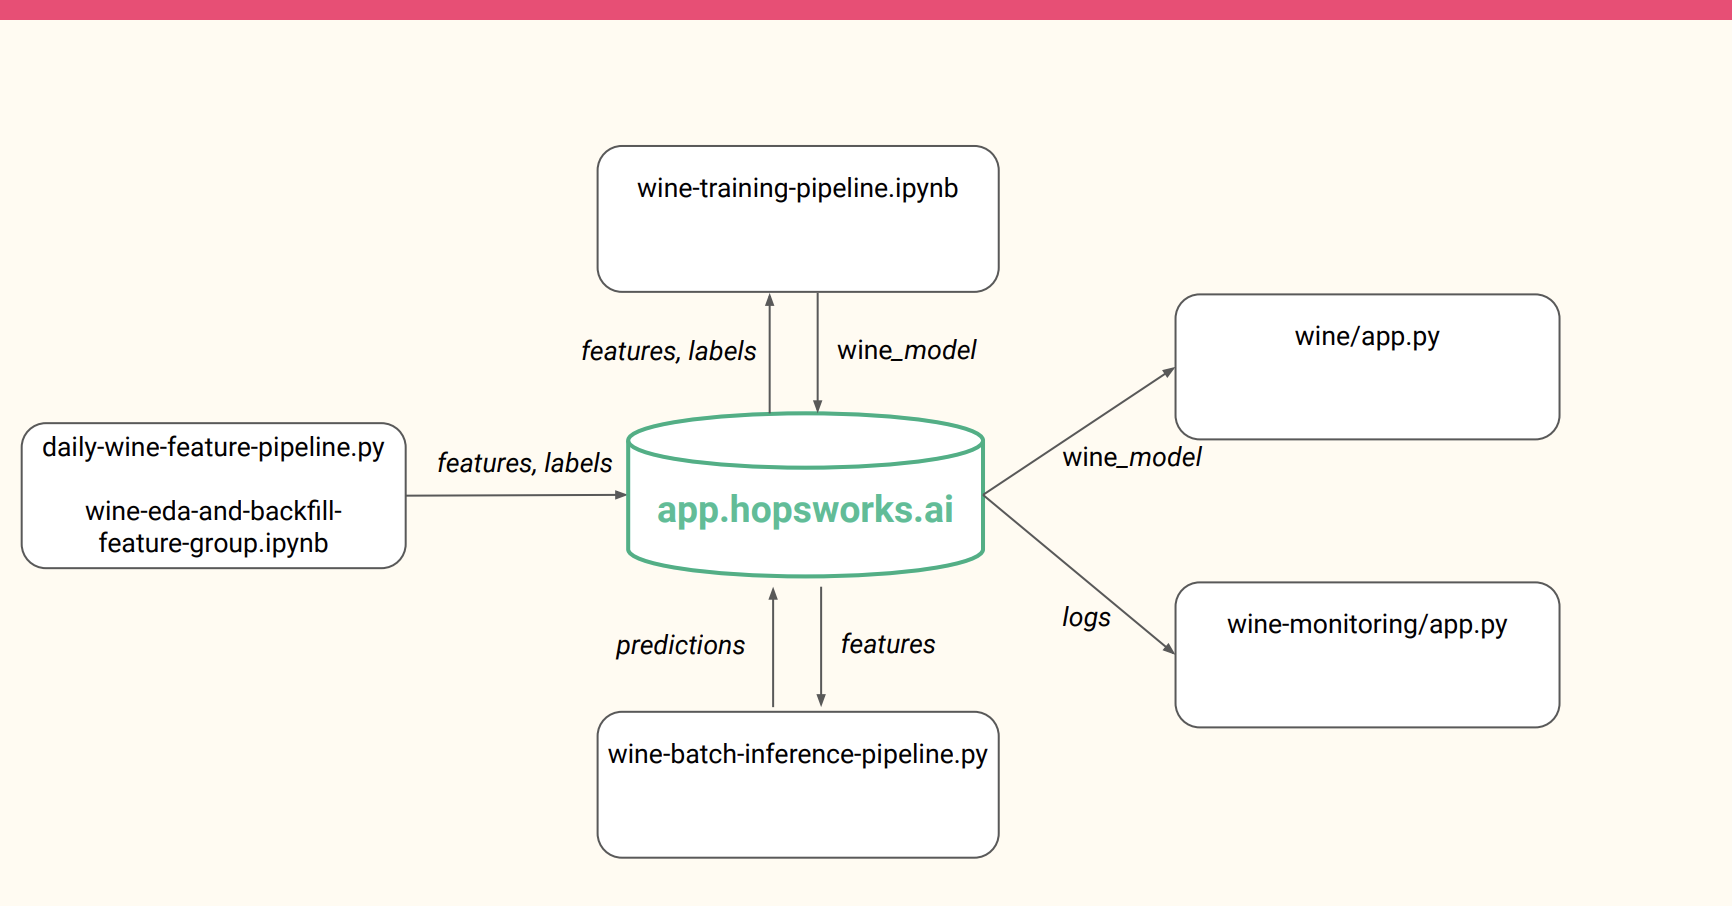 wine-training-pipeline.ipynb
wine/app.py
features, labels
wine_model
daily-wine-feature-pipeline.py
wine-eda-and-backfill-
feature-group.ipynb
features, labels
app.hopsworks.ai
wine_model
logs
wine-monitoring/app.py
predictions
features
wine-batch-inference-pipeline.py